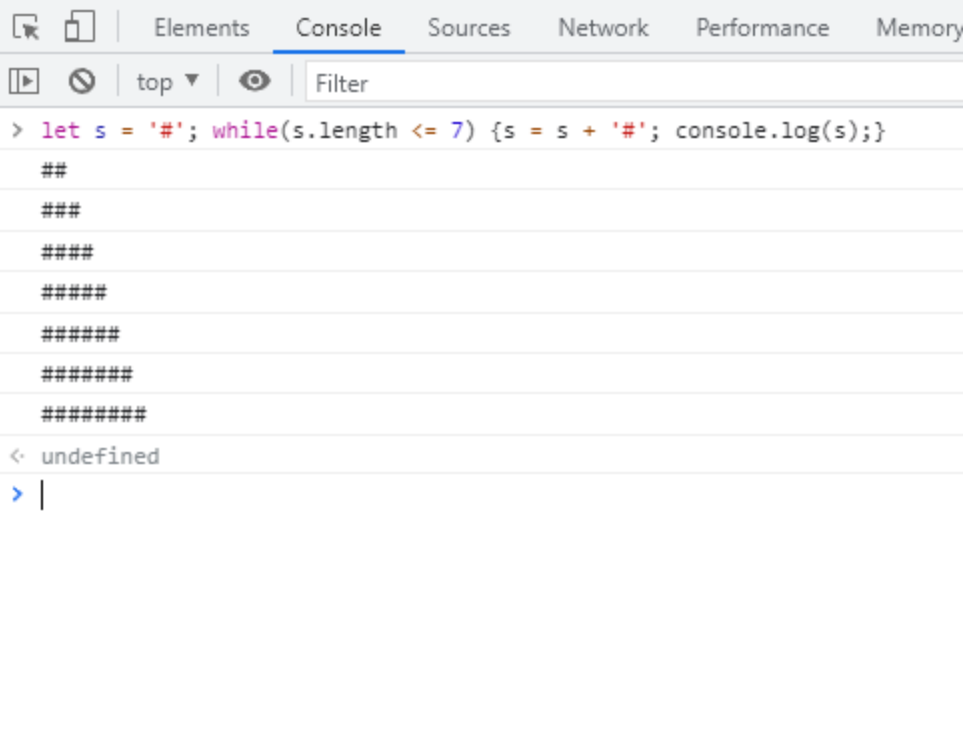 Elements Console Sources Network Performance Memory
top ▼ Filter
> let s = '#'; while(s.length <= 7) {s = s + '#'; console.log(s);}
##
###
####
#####
######
#######
########
<· undefined
>